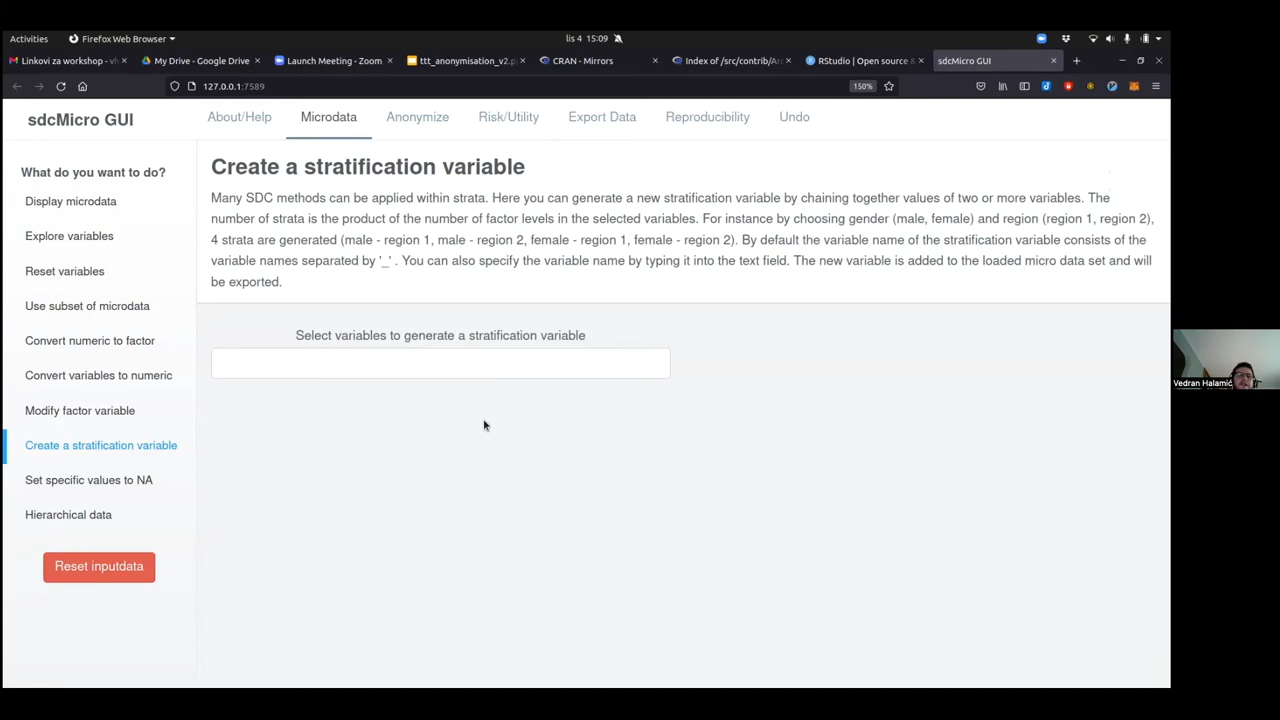 Activities
Firefox Web Browser
lis 4 15:09
Linkovi za workshop - vh
My Drive - Google Drive
Launch Meeting - Zoom
ttt_anonymisation_v2.p
CRAN - Mirrors
Index of /src/contrib/Ar
RStudio | Open source &
sdcMicro GUI
127.0.0.1:7589
150%
sdcMicro GUI
About/Help
Microdata
Anonymize
Risk/Utility
Export Data
Reproducibility
Undo
What do you want to do?
Display microdata
Explore variables
Reset variables
Use subset of microdata
Convert numeric to factor
Convert variables to numeric
Modify factor variable
Create a stratification variable
Set specific values to NA
Hierarchical data
Reset inputdata
Create a stratification variable
Many SDC methods can be applied within strata. Here you can generate a new stratification variable by chaining together values of two or more variables. The
number of strata is the product of the number of factor levels in the selected variables. For instance by choosing gender (male, female) and region (region 1, region 2),
4 strata are generated (male - region 1, male - region 2, female - region 1, female - region 2). By default the variable name of the stratification variable consists of the
variable names separated by '_' . You can also specify the variable name by typing it into the text field. The new variable is added to the loaded micro data set and will
be exported.
Select variables to generate a stratification variable
Vedran Halamić